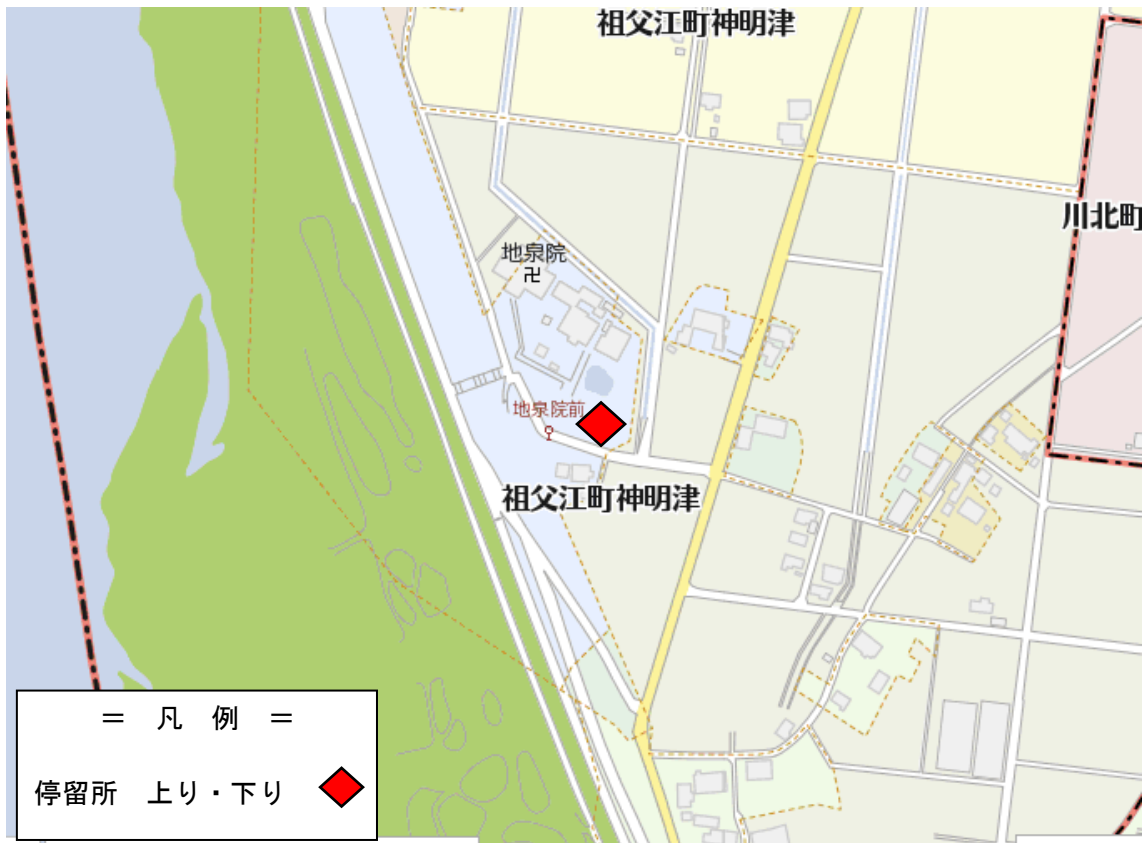 祖父江町神明津
川北町
地泉院
卍
地泉院前
祖父江町神明津
＝ 凡 例 ＝
停留所 上り・下り